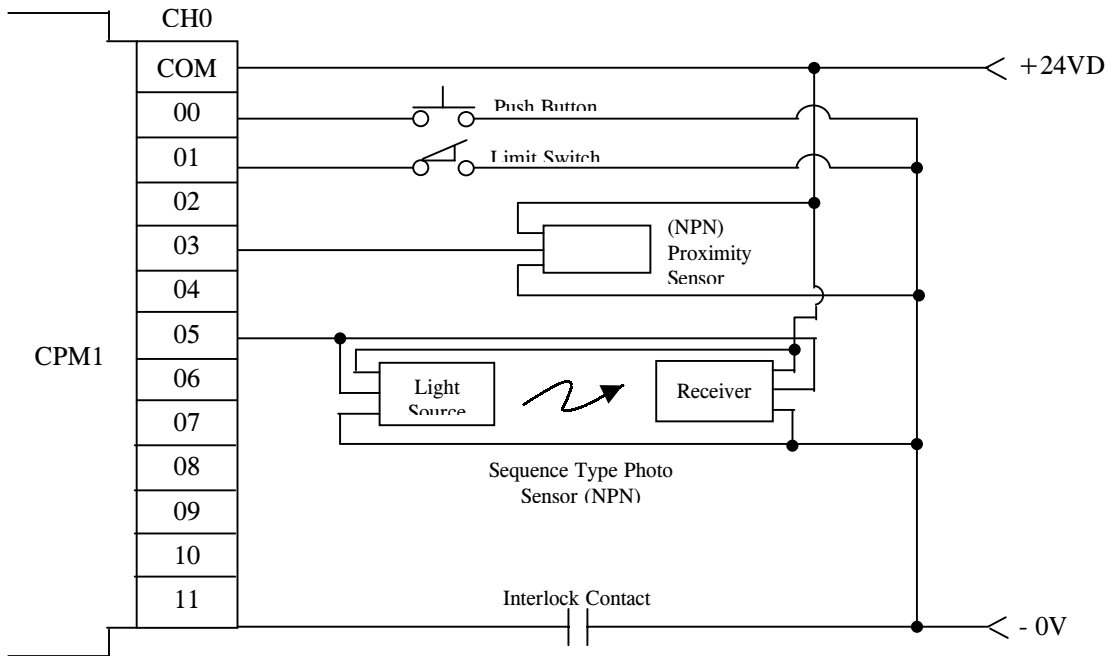 CH0
COM
+24VD
00
Push Button
01
Limit Switch
02
03
(NPN)
Proximity
Sensor
04
05
CPM1
06
Light
Source
Receiver
07
08
Sequence Type Photo
Sensor (NPN)
09
10
11
Interlock Contact
- 0V